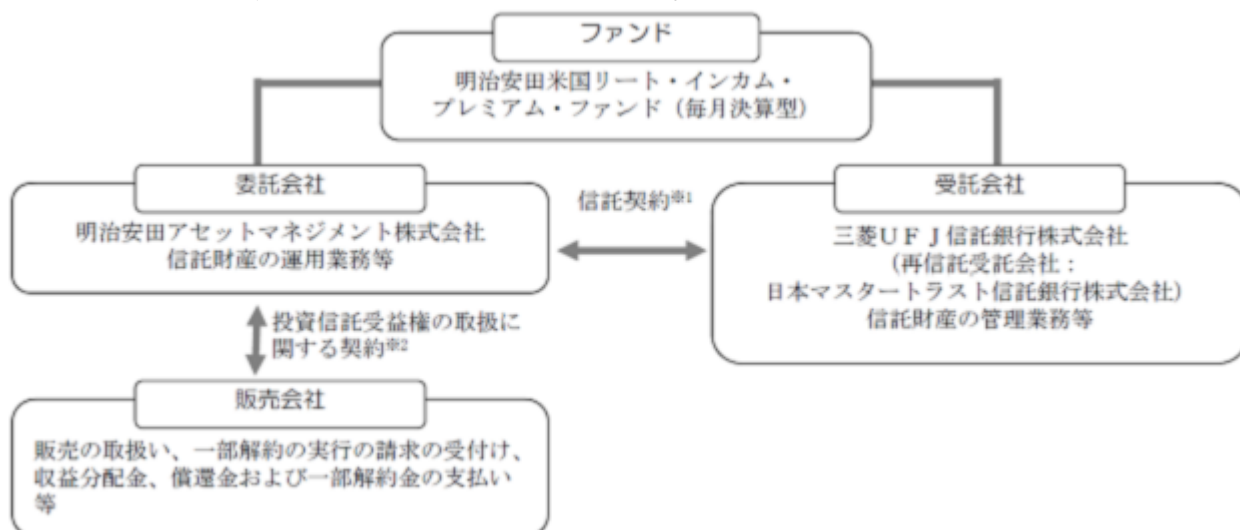 ファンド
明治安田米国リート・インカム・
プレミアム・ファンド（毎月決算型）
委託会社
明治安田アセットマネジメント株式会社
信託財産の運用業務等
信託契約※1
受託会社
三菱ＵＦＪ信託銀行株式会社
（再信託受託会社：
日本マスタートラスト信託銀行株式会社）
信託財産の管理業務等
投資信託受益権の取扱に
関する契約※2
販売会社
販売の取扱い、一部解約の実行の請求の受付け、
収益分配金、償還金および一部解約金の支払い
等